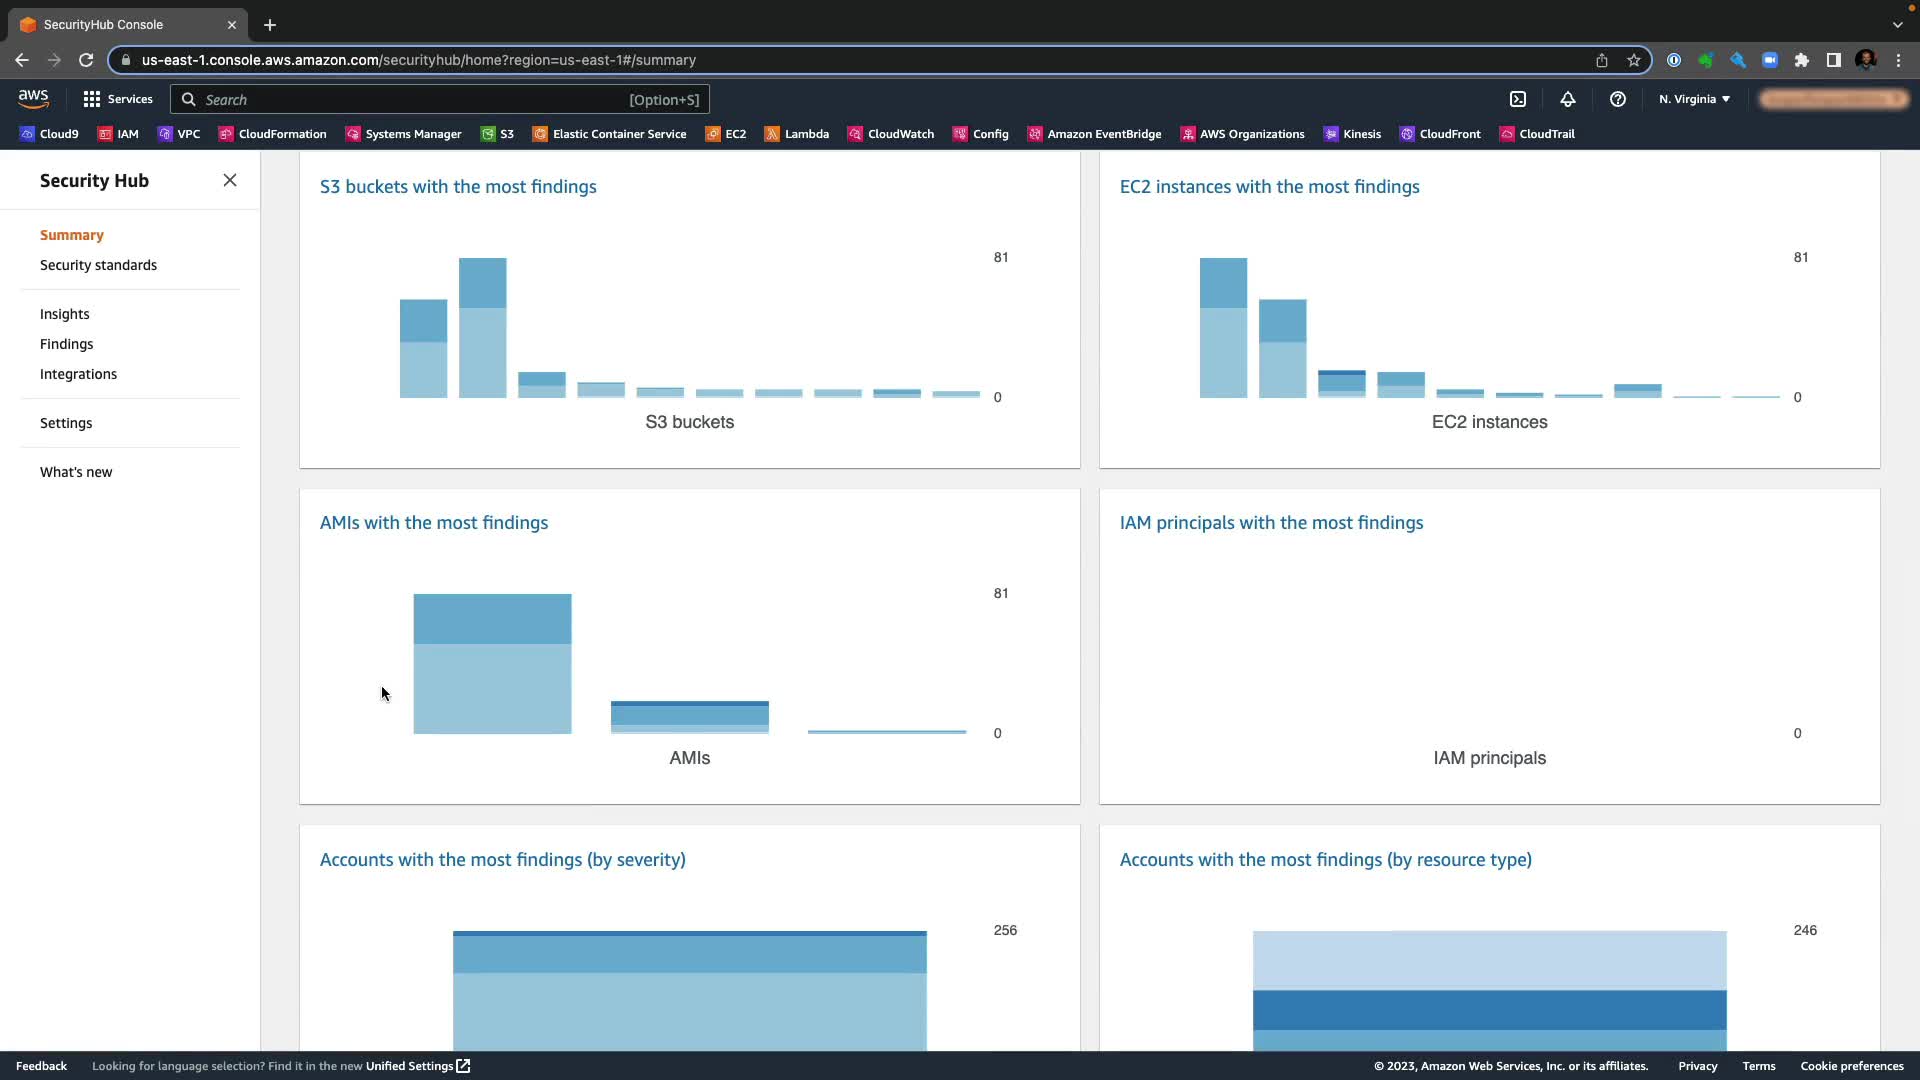 SecurityHub Console
us-east-1.console.aws.amazon.com/securityhub/home?region=us-east-1#/summary
aws Services Search [Option+S] N. Virginia
Cloud9 IAM VPC CloudFormation Systems Manager S3 Elastic Container Service EC2 Lambda CloudWatch Config Amazon EventBridge AWS Organizations Kinesis CloudFront CloudTrail
Security Hub
Summary
Security standards
Insights
Findings
Integrations
Settings
What's new
S3 buckets with the most findings
81
0
S3 buckets
EC2 instances with the most findings
81
0
EC2 instances
AMIs with the most findings
81
0
AMIs
IAM principals with the most findings
0
IAM principals
Accounts with the most findings (by severity)
256
Accounts with the most findings (by resource type)
246
Feedback Looking for language selection? Find it in the new Unified Settings © 2023, Amazon Web Services, Inc. or its affiliates. Privacy Terms Cookie preferences